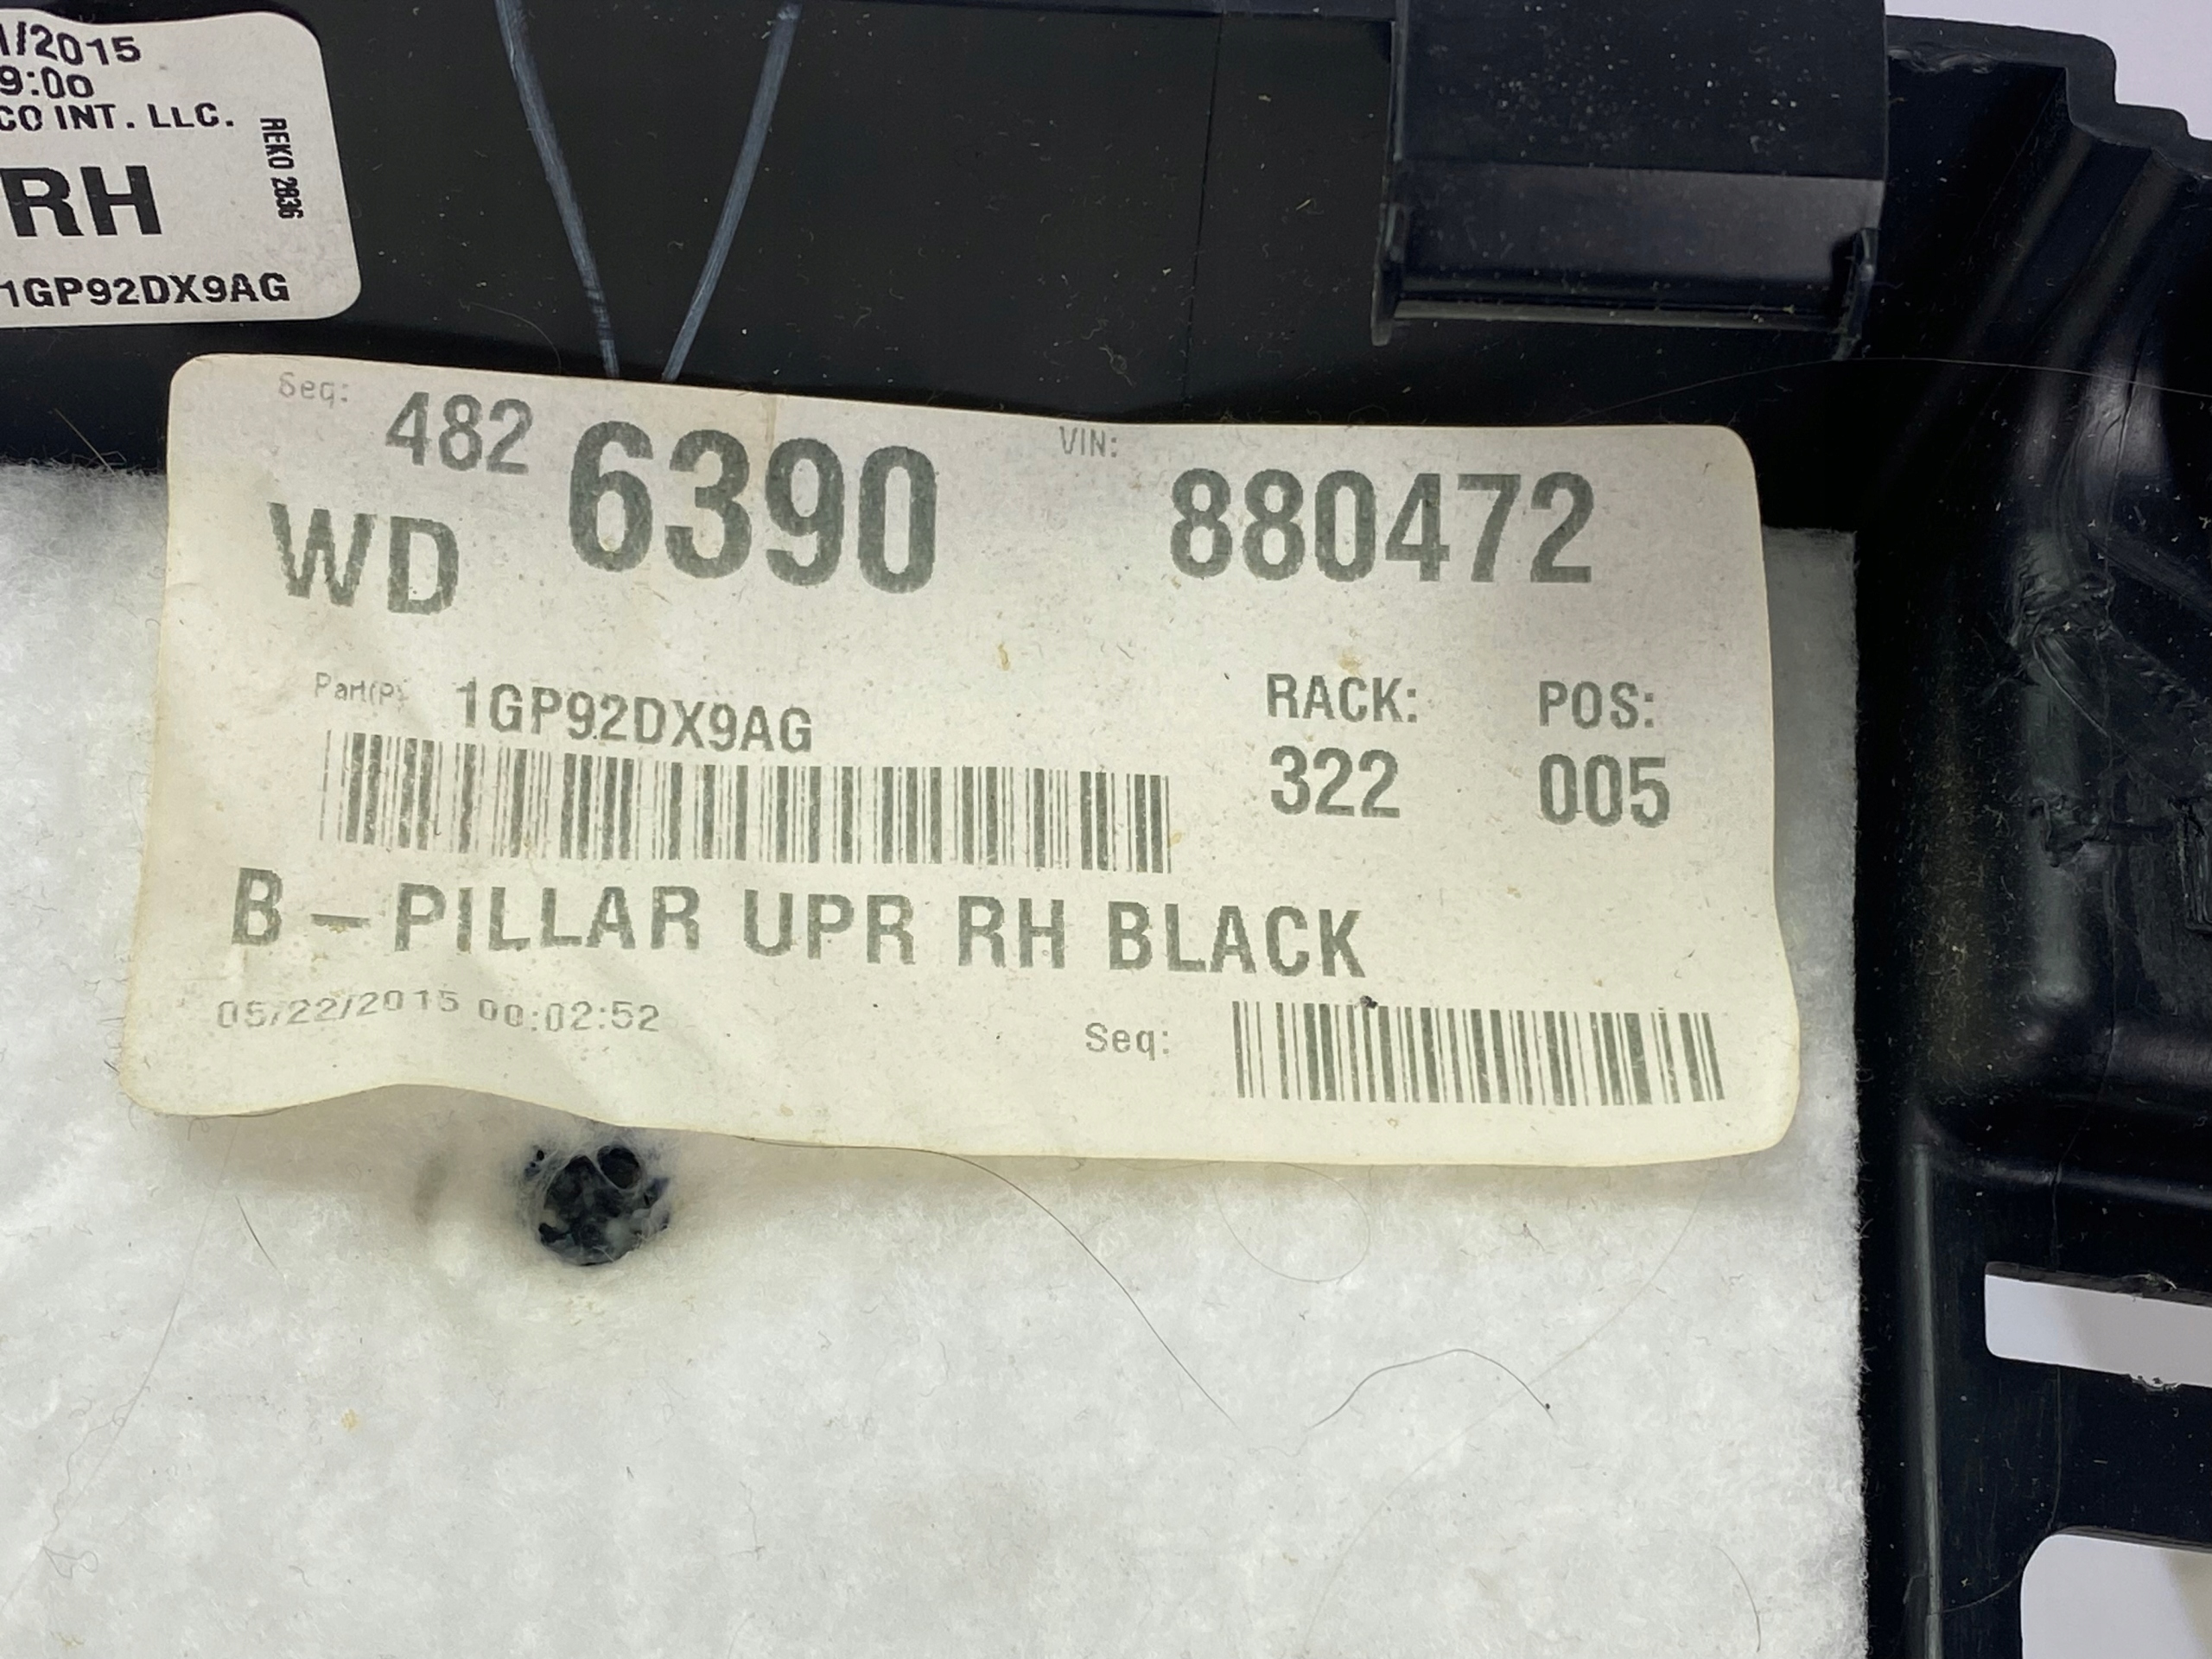 1/2015
9:00
CO INT. LLC.
REKO 2836
RH
1GP92DX9AG
Seq: 482 6390 VIN: 880472
WD
Part(P) 1GP92DX9AG RACK: POS:
322 005
B - PILLAR UPR RH BLACK
05/22/2015 00:02:52 Seq: